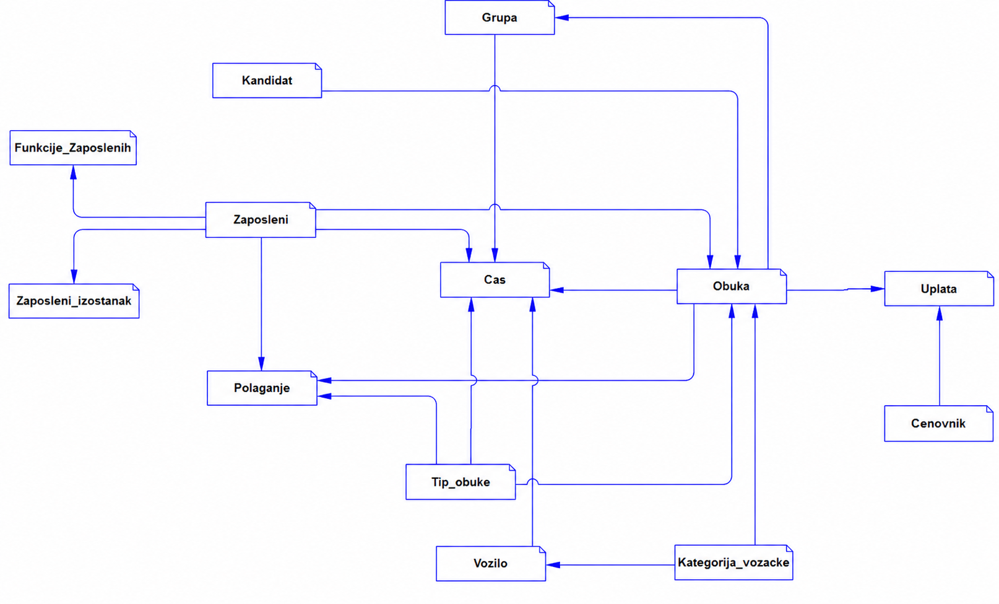 Grupa
Kandidat
Funkcije_Zaposlenih
Zaposleni
Cas
Obuka
Uplata
Zaposleni_izostanak
Polaganje
Cenovnik
Tip_obuke
Vozilo
Kategorija_vozacke